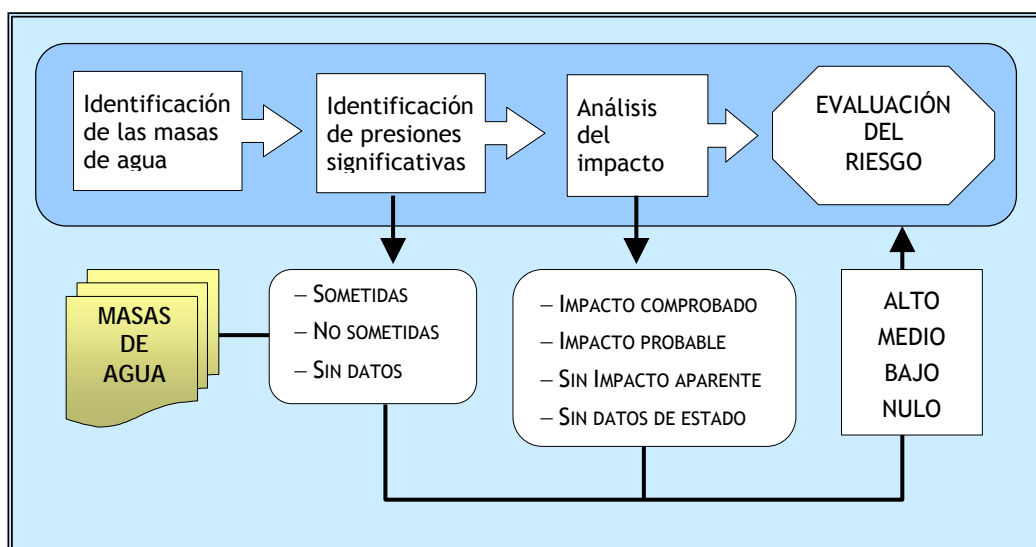 Identificación
de las masas
de agua
Identificación
de presiones
significativas
Análisis
del
impacto
EVALUACIÓN
DEL
RIESGO
MASAS
DE
AGUA
– SOMETIDAS
– NO SOMETIDAS
– SIN DATOS
– IMPACTO COMPROBADO
– IMPACTO PROBABLE
– SIN IMPACTO APARENTE
– SIN DATOS DE ESTADO
ALTO
MEDIO
BAJO
NULO